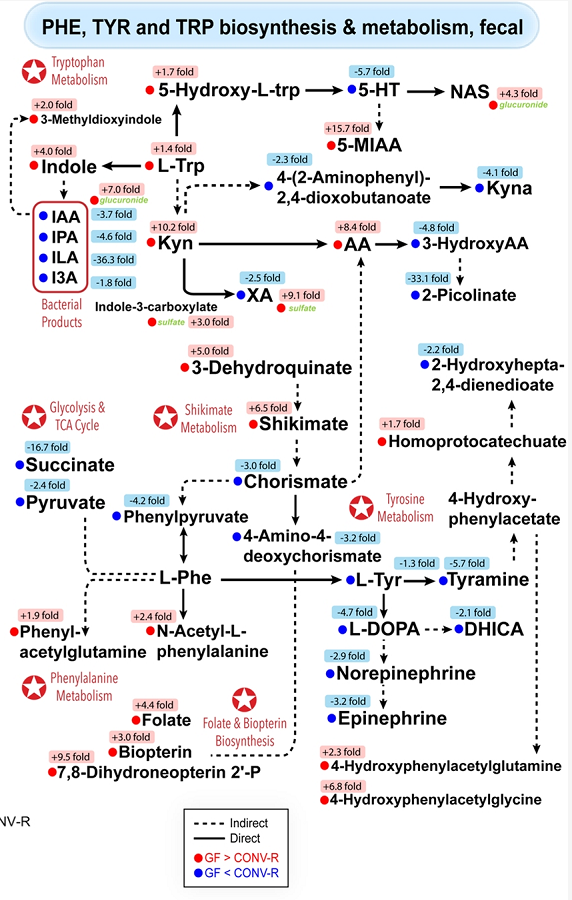 PHE, TYR and TRP biosynthesis & metabolism, fecal
Tryptophan
Metabolism
+1.7 fold
5-Hydroxy-L-trp
-5.7 fold
5-HT
NAS
+4.3 fold
glucuronide
+2.0 fold
3-Methyldioxyindole
+15.7 fold
5-MIAA
+4.0 fold
Indole
+1.4 fold
L-Trp
-2.3 fold
4-(2-Aminophenyl)-
2,4-dioxobutanoate
-4.1 fold
Kyna
+7.0 fold
glucuronide
IAA
-3.7 fold
IPA
-4.6 fold
ILA
-36.3 fold
I3A
-1.8 fold
Bacterial
Products
+10.2 fold
Kyn
+8.4 fold
AA
-4.8 fold
3-HydroxyAA
-2.5 fold
XA
+9.1 fold
sulfate
-33.1 fold
2-Picolinate
Indole-3-carboxylate
sulfate
+3.0 fold
+5.0 fold
3-Dehydroquinate
-2.2 fold
2-Hydroxyhepta-
2,4-dienedioate
Glycolysis &
TCA Cycle
Shikimate
Metabolism
+6.5 fold
Shikimate
+1.7 fold
Homoprotocatechuate
-16.7 fold
Succinate
-2.4 fold
Pyruvate
-3.0 fold
Chorismate
-4.2 fold
Phenylpyruvate
Tyrosine
Metabolism
4-Hydroxy-
phenylacetate
4-Amino-4-
deoxychorismate
-3.2 fold
L-Phe
L-Tyr
-1.3 fold
-5.7 fold
Tyramine
+1.9 fold
Phenyl-
acetylglutamine
+2.4 fold
N-Acetyl-L-
phenylalanine
-4.7 fold
L-DOPA
-2.1 fold
DHICA
-2.9 fold
Norepinephrine
Phenylalanine
Metabolism
-3.2 fold
Epinephrine
+4.4 fold
Folate
Folate & Biopterin
Biosynthesis
+3.0 fold
Biopterin
+9.5 fold
7,8-Dihydroneopterin 2'-P
+2.3 fold
4-Hydroxyphenylacetylglutamine
+6.8 fold
4-Hydroxyphenylacetylglycine
NV-R
Indirect
Direct
GF > CONV-R
GF < CONV-R